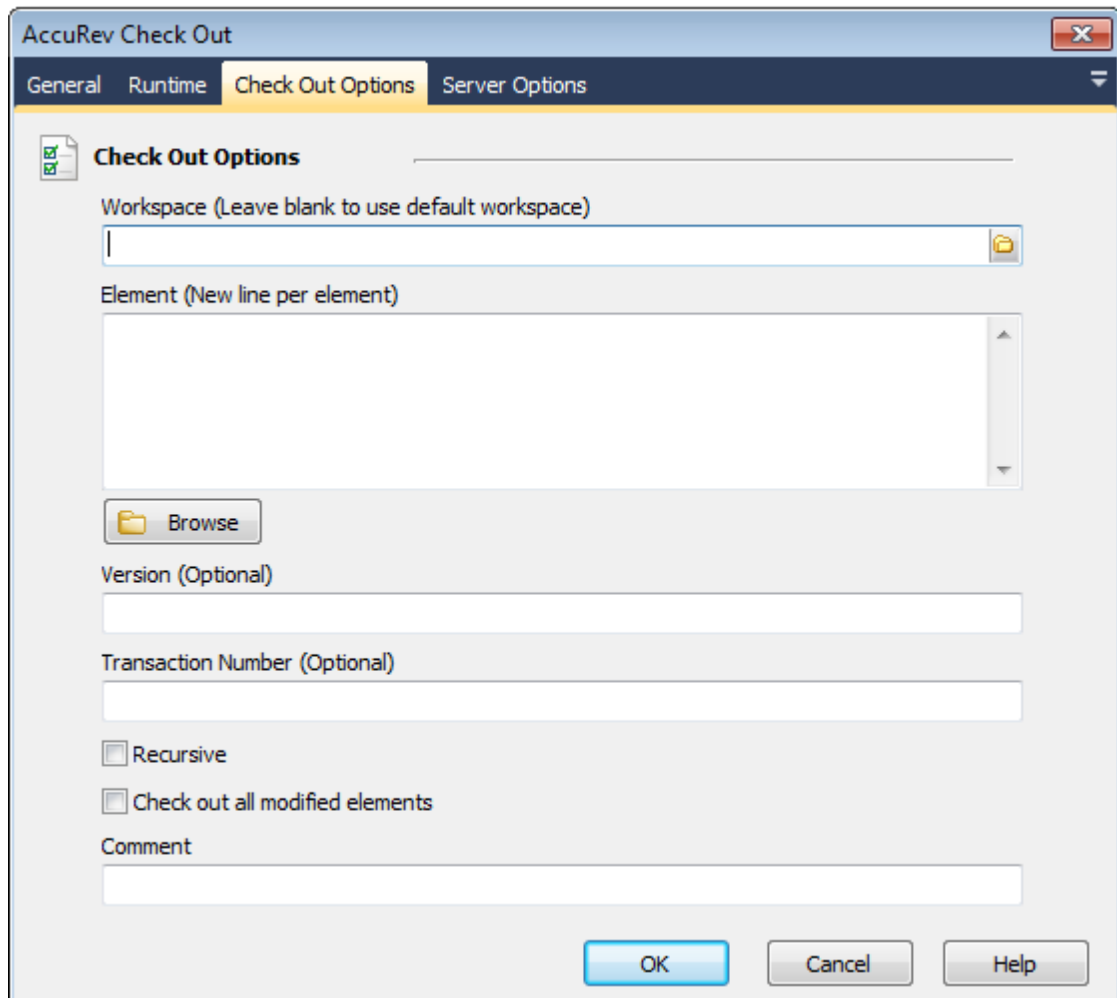 AccuRev Check Out
General Runtime Check Out Options Server Options
Check Out Options
Workspace (Leave blank to use default workspace)
Element (New line per element)
Browse
Version (Optional)
Transaction Number (Optional)
Recursive
Check out all modified elements
Comment
OK Cancel Help